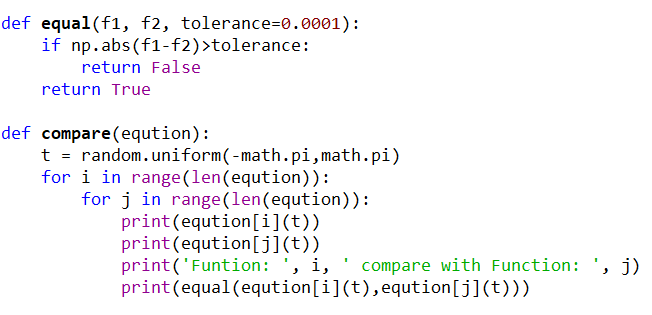 def equal(f1, f2, tolerance=0.0001):
    if np.abs(f1-f2)>tolerance:
        return False
    return True
def compare(eqution):
    t = random.uniform(-math.pi,math.pi)
    for i in range(len(eqution)):
        for j in range(len(eqution)):
            print(eqution[i](t))
            print(eqution[j](t))
            print('Funtion: ', i, ' compare with Function: ', j)
            print(equal(eqution[i](t),eqution[j](t)))